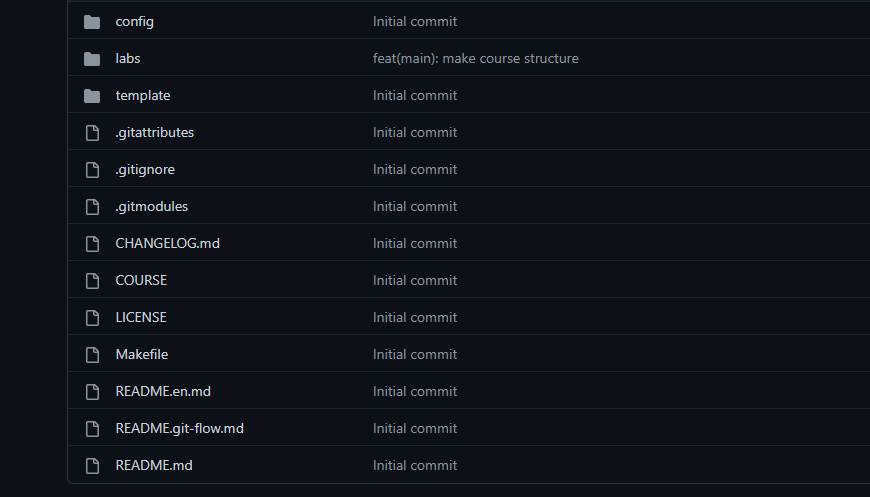 config Initial commit
labs feat(main): make course structure
template Initial commit
.gitattributes Initial commit
.gitignore Initial commit
.gitmodules Initial commit
CHANGELOG.md Initial commit
COURSE Initial commit
LICENSE Initial commit
Makefile Initial commit
README.en.md Initial commit
README.git-flow.md Initial commit
README.md Initial commit